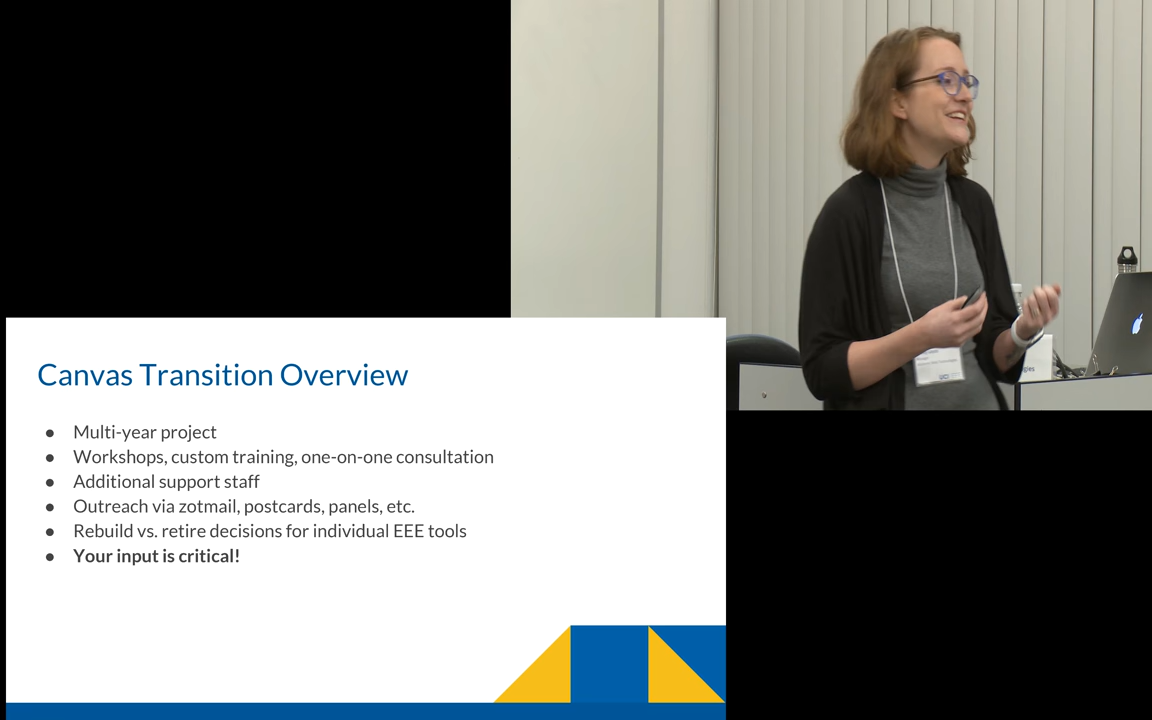 Canvas Transition Overview
● Multi-year project
● Workshops, custom training, one-on-one consultation
● Additional support staff
● Outreach via zotmail, postcards, panels, etc.
● Rebuild vs. retire decisions for individual EEE tools
● Your input is critical!